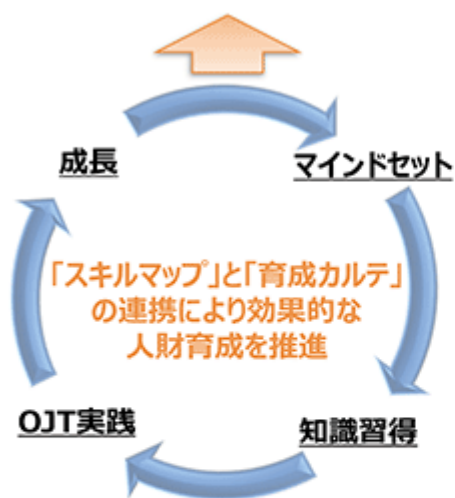 成長
マインドセット
「スキルマップ」と「育成カルテ」
の連携により効果的な
人財育成を推進
OJT実践
知識習得